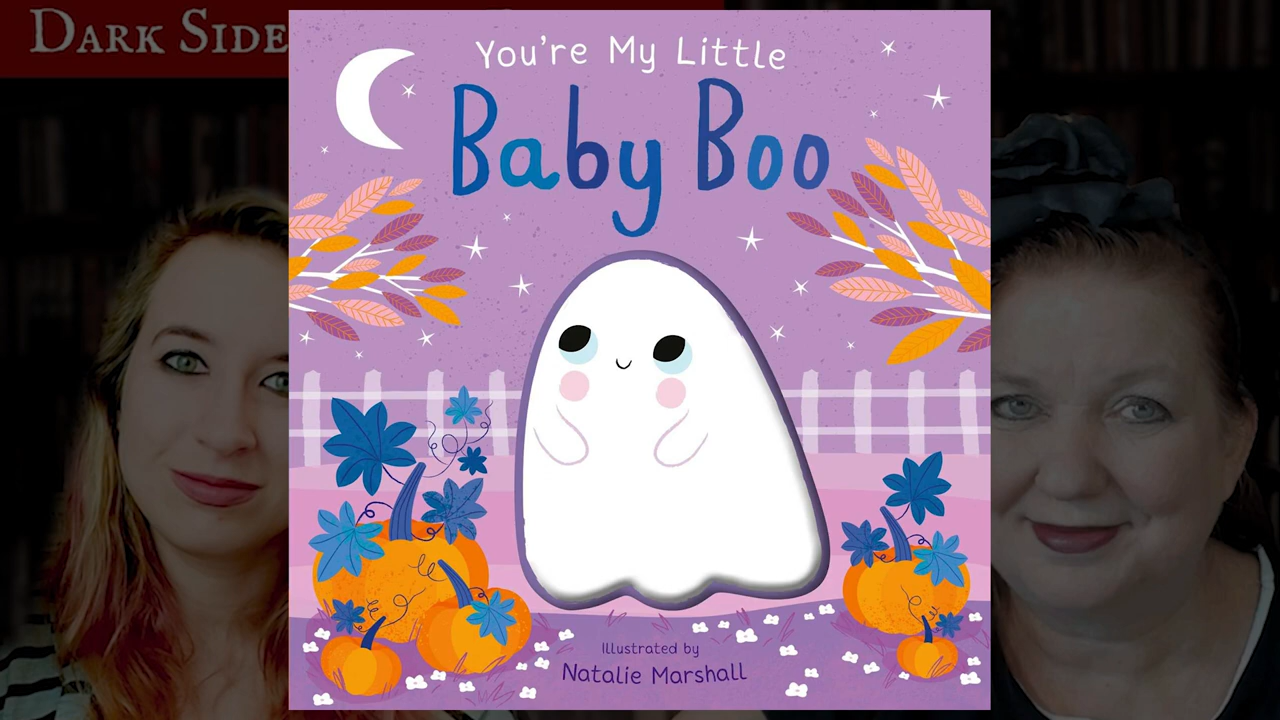 DARK SIDE
You're My Little
Baby Boo
Illustrated by
Natalie Marshall